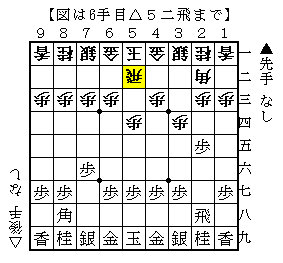 【図は6手目△５二飛まで】
9 8 7 6 5 4 3 2 1
香桂銀金玉金銀桂香一
飛角二
歩歩歩歩歩歩歩三
歩歩四
歩五
歩六
歩歩歩歩歩歩歩七
角飛八
香桂銀金玉金銀桂香九
▲先手 なし
△後手 なし